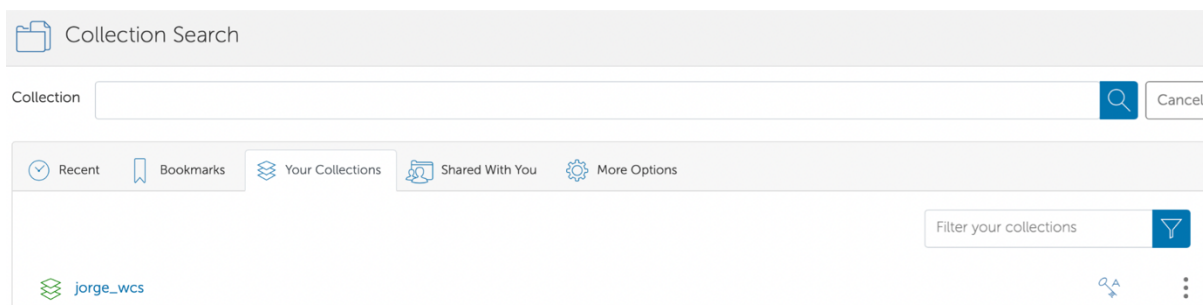 Collection Search
Collection
Cancel
Recent Bookmarks Your Collections Shared With You More Options
Filter your collections
jorge_wcs